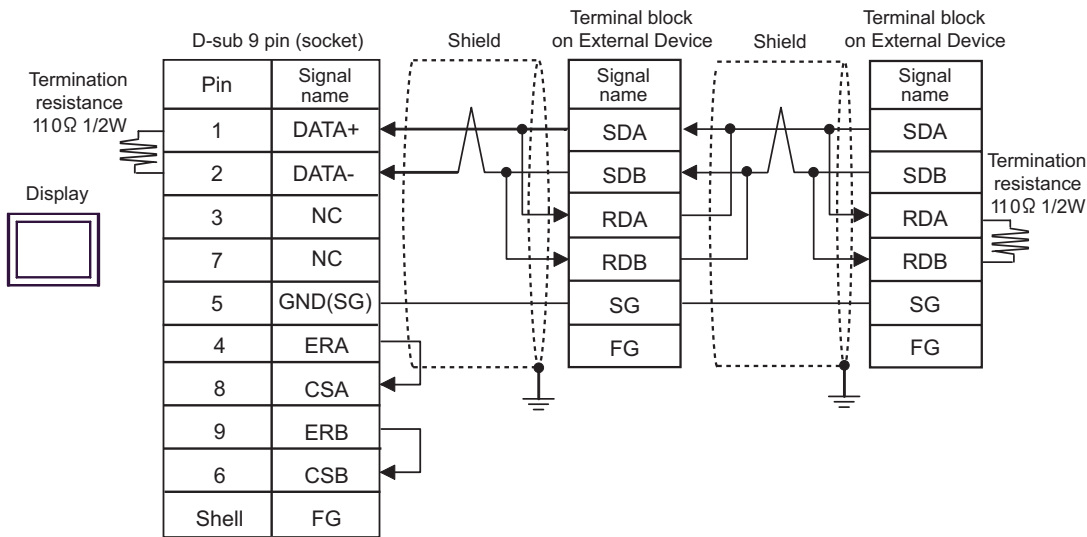 Terminal block
on External Device
Terminal block
on External Device
D-sub 9 pin (socket)
Shield
Shield
Termination
resistance
110Ω 1/2W
Display
Pin
Signal
name
1
DATA+
2
DATA-
3
NC
7
NC
5
GND(SG)
4
ERA
8
CSA
9
ERB
6
CSB
Shell
FG
Signal
name
SDA
SDB
RDA
RDB
SG
FG
Signal
name
SDA
SDB
RDA
RDB
SG
FG
Termination
resistance
110Ω 1/2W